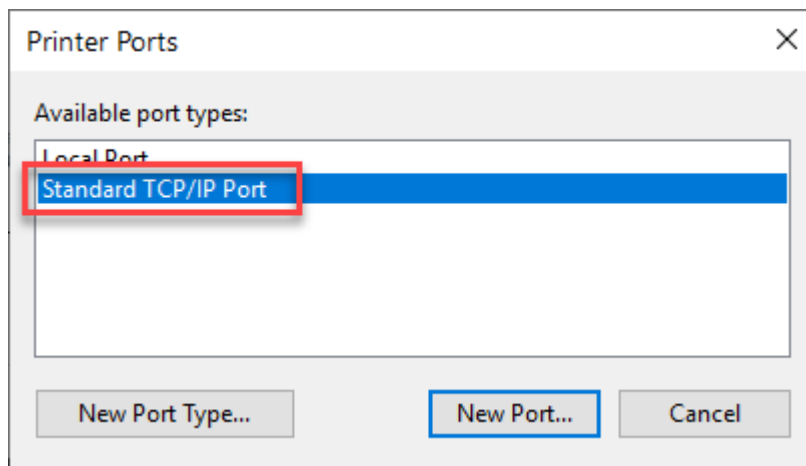 Printer Ports
Available port types:
Local Port
Standard TCP/IP Port
New Port Type... New Port... Cancel